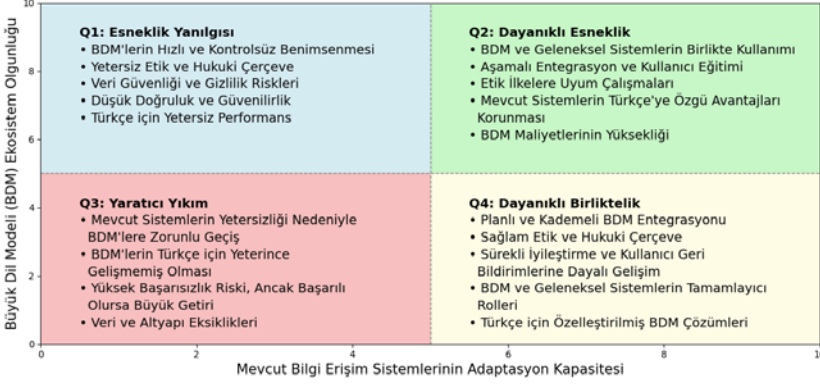 Büyük Dil Modeli (BDM) Ekosistem Olgunluğu
10
8
6
4
2
0
Q1: Esneklik Yanılgısı
• BDM'lerin Hızlı ve Kontrolsüz Benimsenmesi
• Yetersiz Etik ve Hukuki Çerçeve
• Veri Güvenliği ve Gizlilik Riskleri
• Düşük Doğruluk ve Güvenilirlik
• Türkçe için Yetersiz Performans
Q2: Dayanıklı Esneklik
• BDM ve Geleneksel Sistemlerin Birlikte Kullanımı
• Aşamalı Entegrasyon ve Kullanıcı Eğitimi
• Etik İlkelere Uyum Çalışmaları
• Mevcut Sistemlerin Türkçe'ye Özgü Avantajları
Korunması
• BDM Maliyetlerinin Yüksekliği
Q3: Yaratıcı Yıkım
• Mevcut Sistemlerin Yetersizliği Nedeniyle
BDM'lere Zorunlu Geçiş
• BDM'lerin Türkçe için Yeterince
Gelişmemiş Olması
• Yüksek Başarısızlık Riski, Ancak Başarılı
Olursa Büyük Getiri
• Veri ve Altyapı Eksiklikleri
Q4: Dayanıklı Birliktelik
• Planlı ve Kademeli BDM Entegrasyonu
• Sağlam Etik ve Hukuki Çerçeve
• Sürekli İyileştirme ve Kullanıcı Geri
Bildirimlerine Dayalı Gelişim
• BDM ve Geleneksel Sistemlerin Tamamlayıcı
Rolleri
• Türkçe için Özelleştirilmiş BDM Çözümleri
0 2 4 6 8 10
Mevcut Bilgi Erişim Sistemlerinin Adaptasyon Kapasitesi